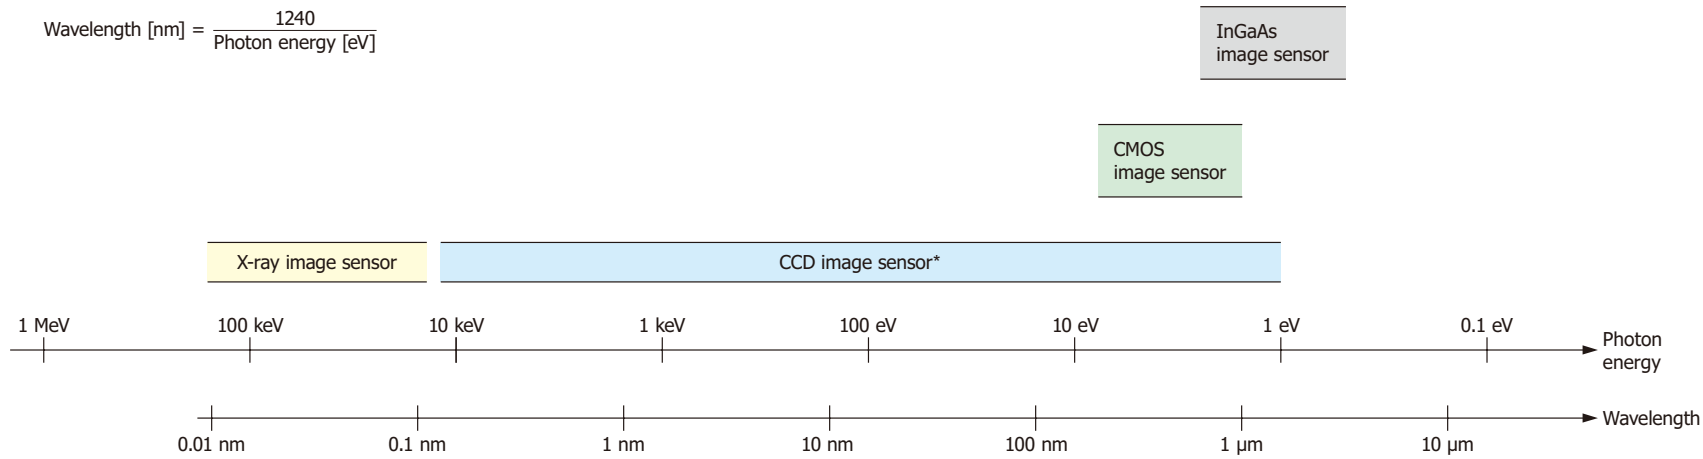 Wavelength [nm] = 1240 / Photon energy [eV]
InGaAs
image sensor
CMOS
image sensor
X-ray image sensor
CCD image sensor*
1 MeV 100 keV 10 keV 1 keV 100 eV 10 eV 1 eV 0.1 eV
Photon
energy
Wavelength
0.01 nm 0.1 nm 1 nm 10 nm 100 nm 1 μm 10 μm